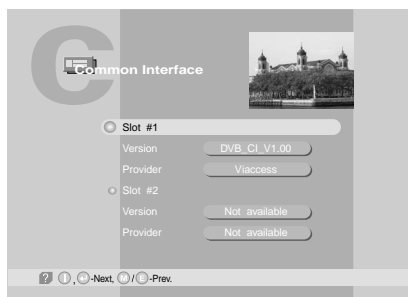 C
Common Interface
Slot #1
Version DVB_CI_V1.00
Provider Viaccess
Slot #2
Version Not available
Provider Not available
? i , -Next, M / E -Prev.